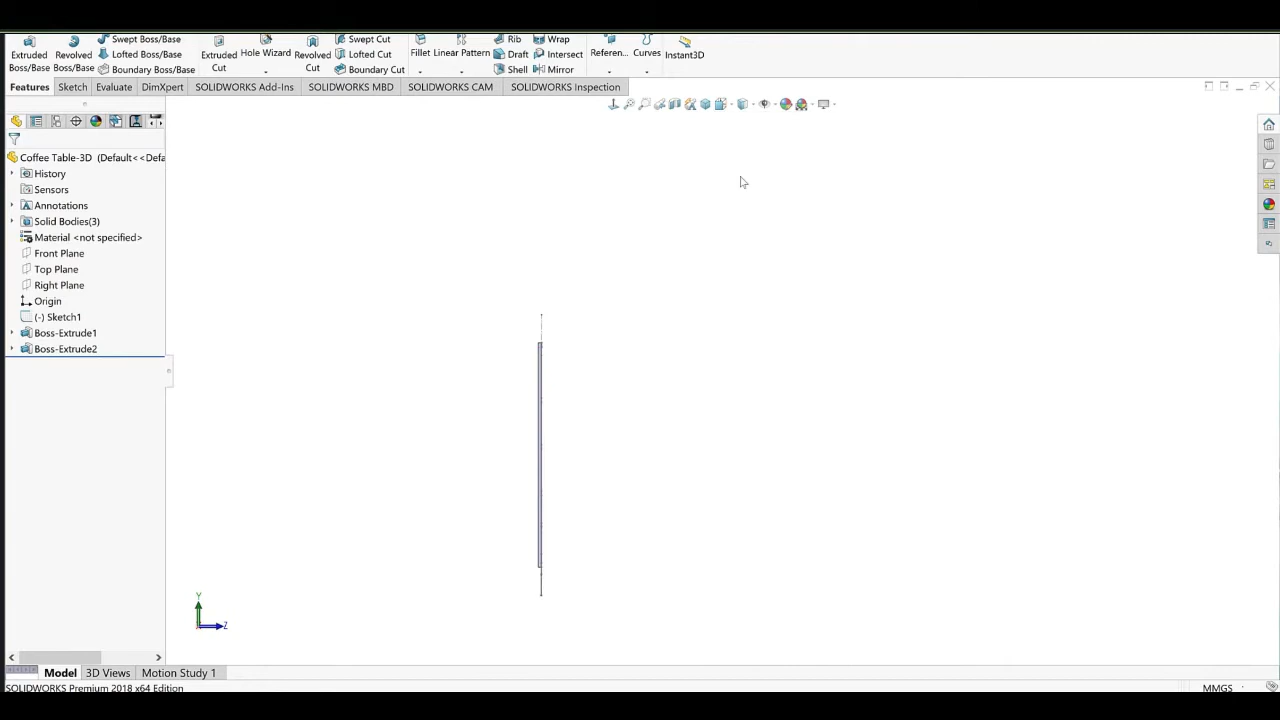 Extruded Boss/Base
Revolved Boss/Base
Swept Boss/Base
Lofted Boss/Base
Boundary Boss/Base
Extruded Cut
Hole Wizard
Revolved Cut
Swept Cut
Lofted Cut
Boundary Cut
Fillet
Linear Pattern
Rib
Draft
Shell
Wrap
Intersect
Mirror
Referen...
Curves
Instant3D
Features
Sketch
Evaluate
DimXpert
SOLIDWORKS Add-Ins
SOLIDWORKS MBD
SOLIDWORKS CAM
SOLIDWORKS Inspection
Coffee Table-3D (Default<<Defa
History
Sensors
Annotations
Solid Bodies(3)
Material <not specified>
Front Plane
Top Plane
Right Plane
Origin
(-) Sketch1
Boss-Extrude1
Boss-Extrude2
Y
Z
Model
3D Views
Motion Study 1
SOLIDWORKS Premium 2018 x64 Edition
MMGS